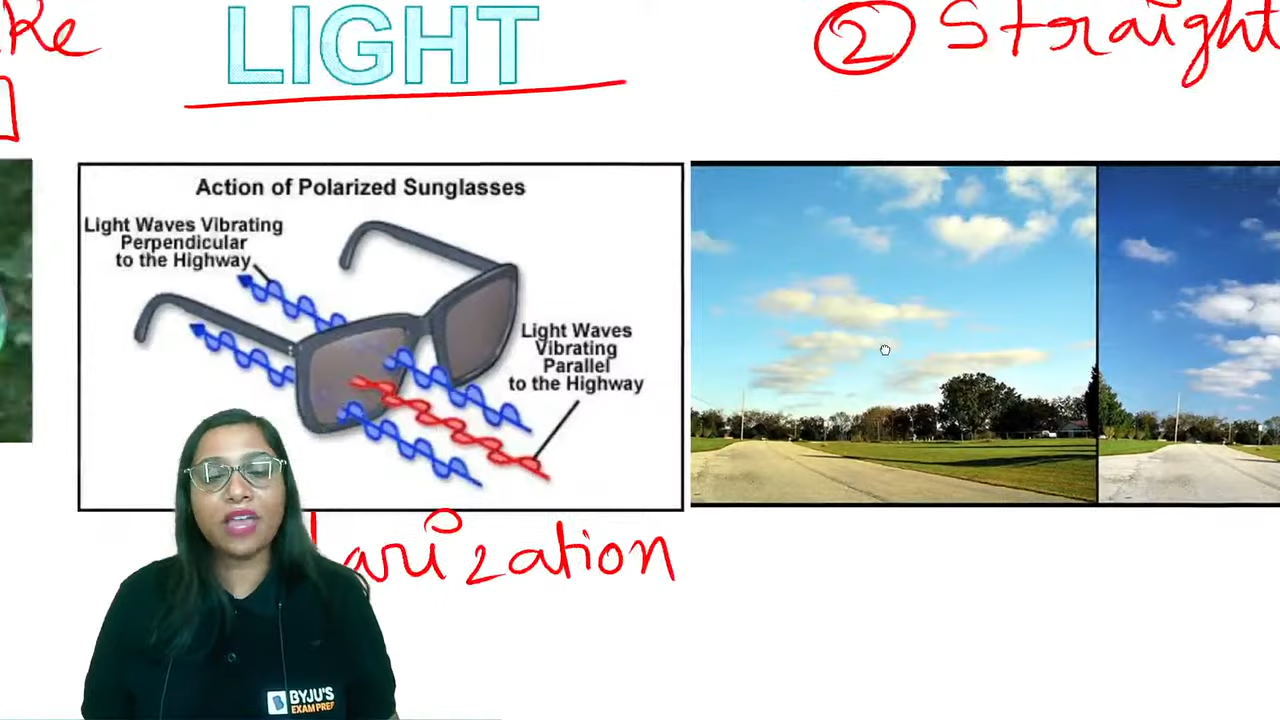 LIGHT
② Straight
Action of Polarized Sunglasses
Light Waves Vibrating
Perpendicular
to the Highway
Light Waves
Vibrating
Parallel
to the Highway
BYJU'S
EXAM PREP